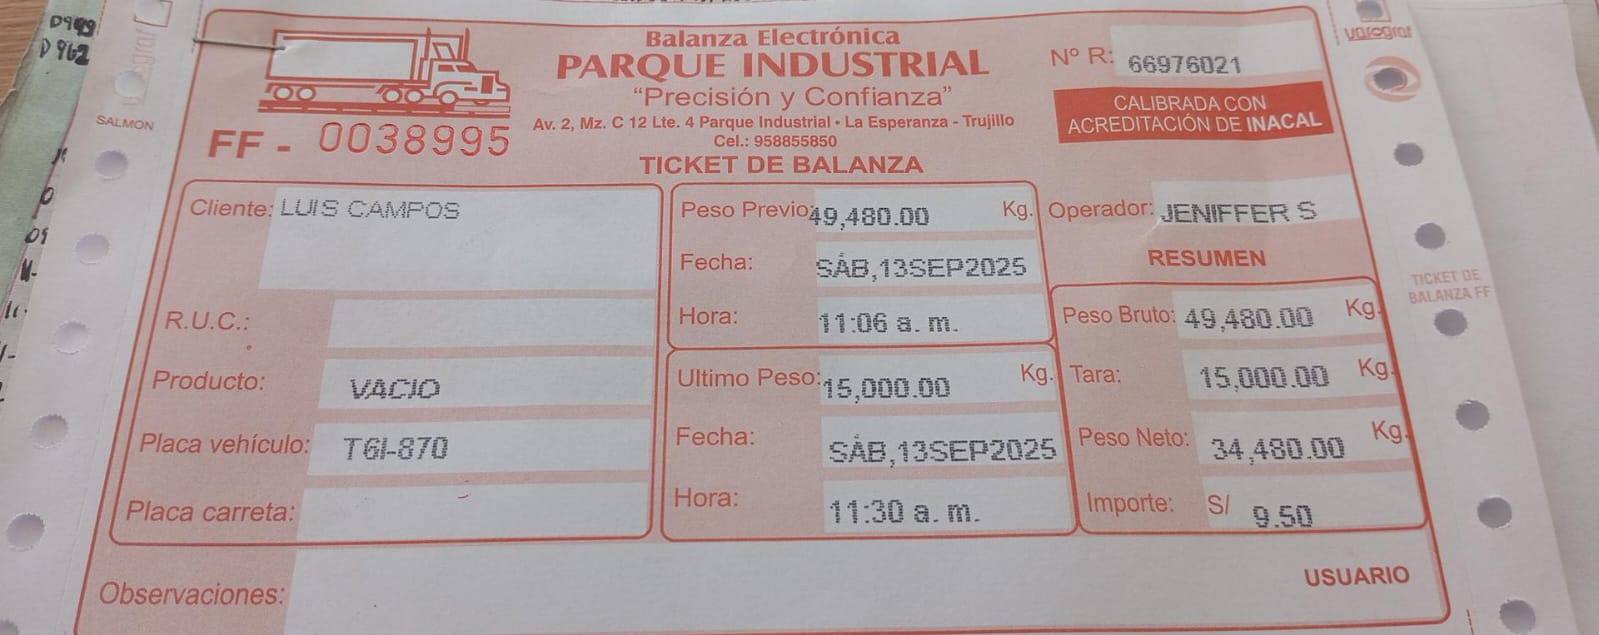 D949
D 962
SALMON
Balanza Electrónica
PARQUE INDUSTRIAL
"Precisión y Confianza"
Av. 2, Mz. C 12 Lte. 4 Parque Industrial • La Esperanza - Trujillo
Cel.: 958855850
FF - 0038995
TICKET DE BALANZA
Nº R: 66976021
CALIBRADA CON
ACREDITACIÓN DE INACAL
varograf
Cliente: LUIS CAMPOS
R.U.C.:
Producto: VACIO
Placa vehículo: T6I-870
Placa carreta:
Peso Previo: 49,480.00 Kg.
Fecha: SÁB,13SEP2025
Hora: 11:06 a. m.
Ultimo Peso: 15,000.00 Kg.
Fecha: SÁB,13SEP2025
Hora: 11:30 a. m.
Operador: JENIFFER S
RESUMEN
Peso Bruto: 49,480.00 Kg.
Tara: 15,000.00 Kg.
Peso Neto: 34,480.00 Kg.
Importe: S/ 9.50
TICKET DE
BALANZA FF
Observaciones:
USUARIO